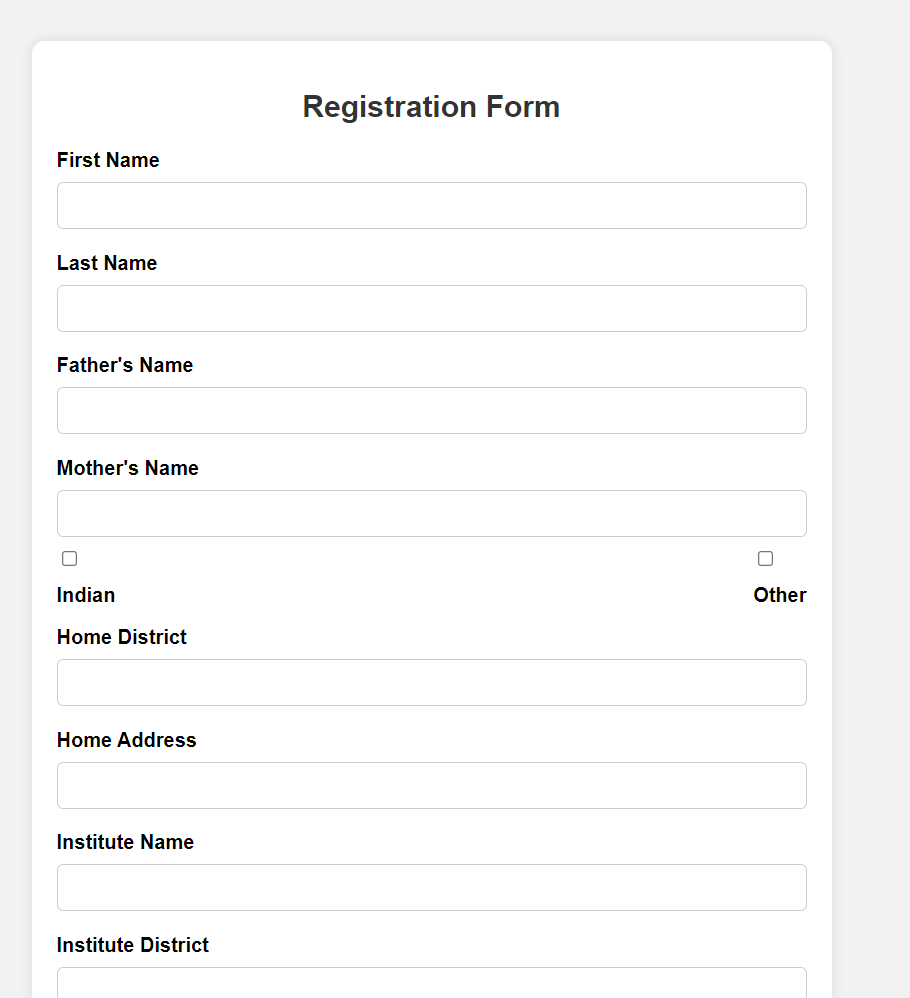 Registration Form
First Name
Last Name
Father's Name
Mother's Name
Indian Other
Home District
Home Address
Institute Name
Institute District